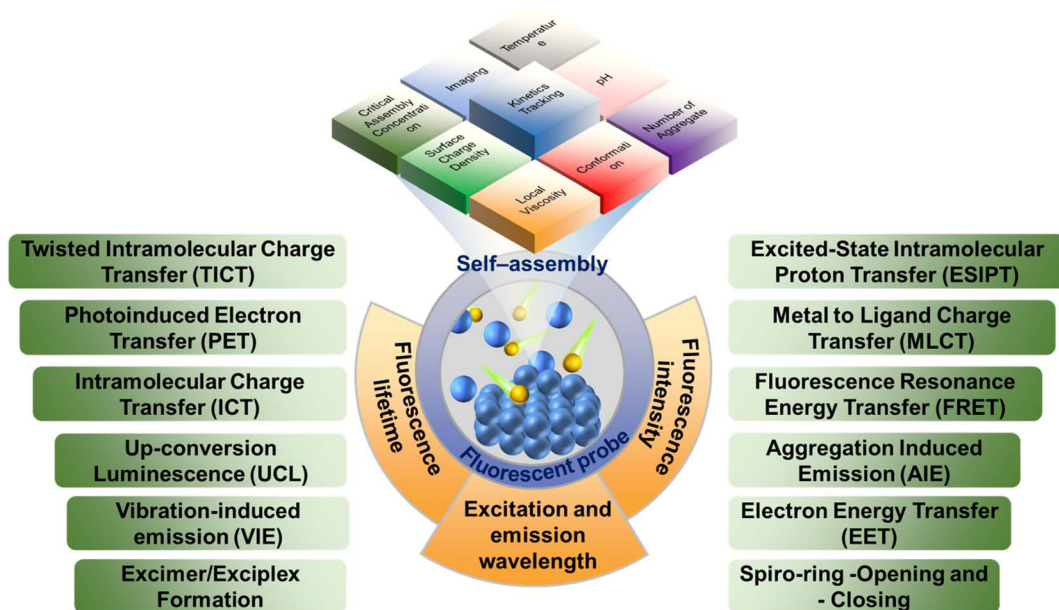 Temperatur
e
Imaging
pH
Critical
Assembly
Concentrati
on
Kinetics
Tracking
Number of
Aggregate
Surface
Charge
Density
Conformati
on
Local
Viscosity
Self–assembly
Fluorescent probe
Fluorescence
lifetime
Fluorescence
intensity
Excitation and
emission
wavelength
Twisted Intramolecular Charge
Transfer (TICT)
Photoinduced Electron
Transfer (PET)
Intramolecular Charge
Transfer (ICT)
Up-conversion
Luminescence (UCL)
Vibration-induced
emission (VIE)
Excimer/Exciplex
Formation
Excited-State Intramolecular
Proton Transfer (ESIPT)
Metal to Ligand Charge
Transfer (MLCT)
Fluorescence Resonance
Energy Transfer (FRET)
Aggregation Induced
Emission (AIE)
Electron Energy Transfer
(EET)
Spiro-ring -Opening and
- Closing